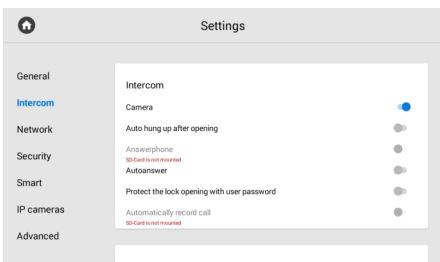 Settings
General
Intercom
Network
Security
Smart
IP cameras
Advanced
Intercom
Camera
Auto hung up after opening
Answerphone
SD-Card is not mounted
Autoanswer
Protect the lock opening with user password
Automatically record call
SD-Card is not mounted